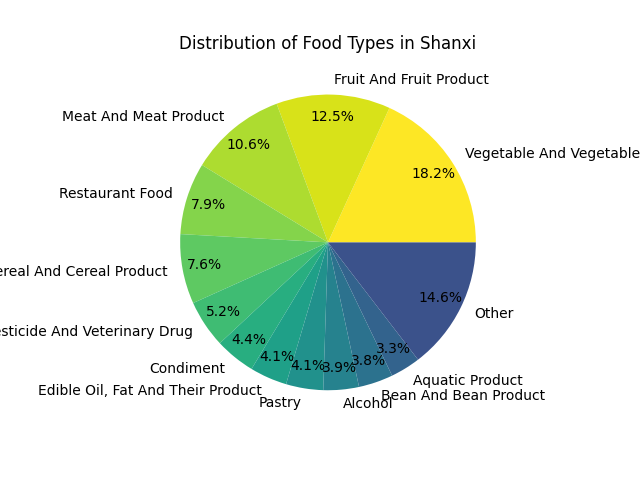 Distribution of Food Types in Shanxi
Fruit And Fruit Product
12.5%
Meat And Meat Product
10.6%
Vegetable And Vegetable
18.2%
Restaurant Food
7.9%
ereal And Cereal Product
7.6%
esticide And Veterinary Drug
5.2%
Condiment
4.4%
Edible Oil, Fat And Their Product
4.1%
Pastry
4.1%
Alcohol
3.9%
Bean And Bean Product
3.8%
Aquatic Product
3.3%
Other
14.6%